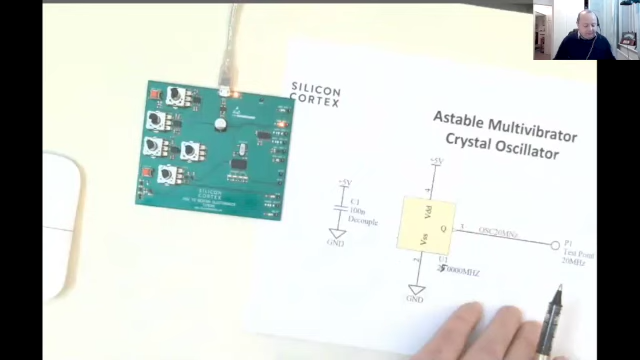 SILICON
CORTEX
Astable Multivibrator
Crystal Oscillator
+5V
+5V
4
C1
100n
Decouple
Vdd
Q
3
OSC20MN0
P1
Test Point
20MHz
Vss
GND
2
U1
GND
SILICON
CORTEX